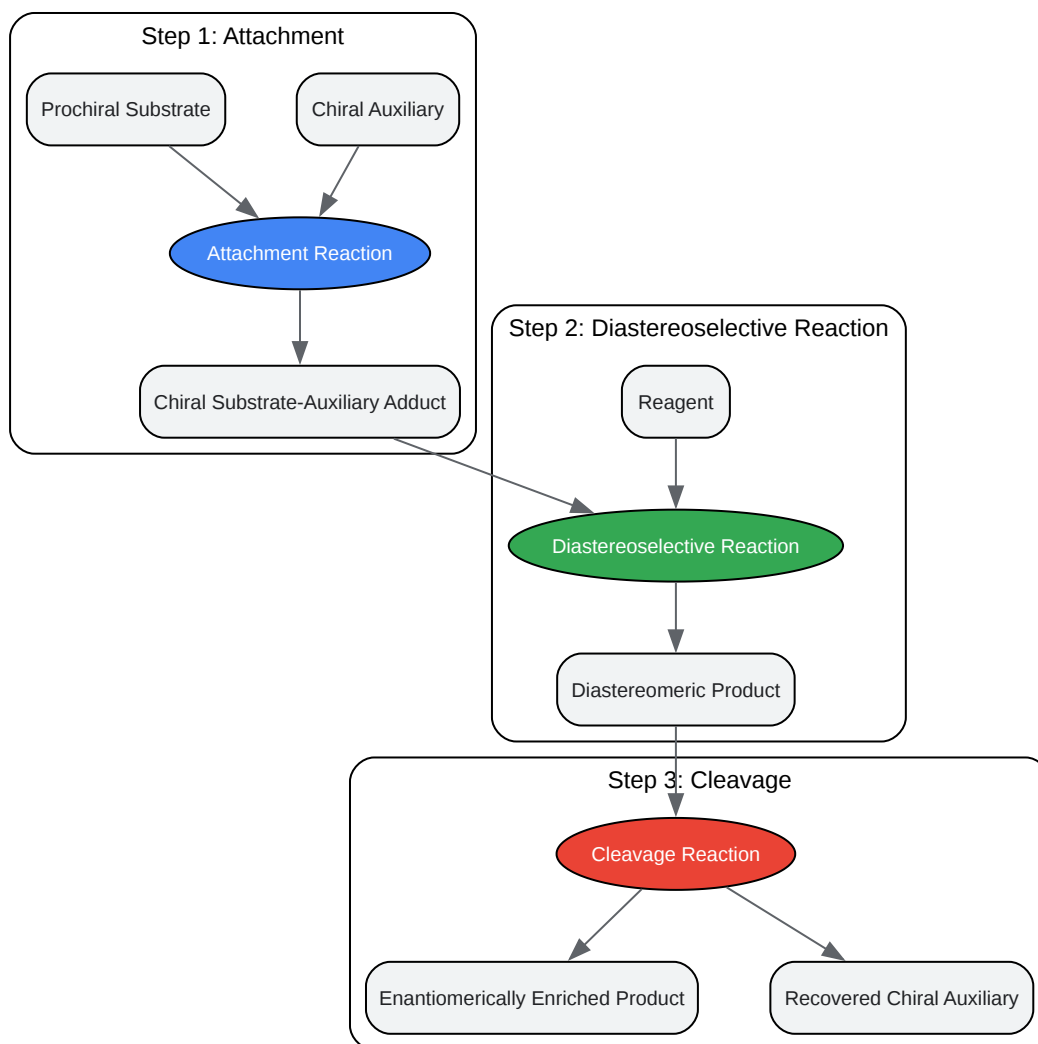 Step 1: Attachment
Prochiral Substrate
Chiral Auxiliary
Attachment Reaction
Chiral Substrate-Auxiliary Adduct
Step 2: Diastereoselective Reaction
Reagent
Diastereoselective Reaction
Diastereomeric Product
Step 3: Cleavage
Cleavage Reaction
Enantiomerically Enriched Product
Recovered Chiral Auxiliary